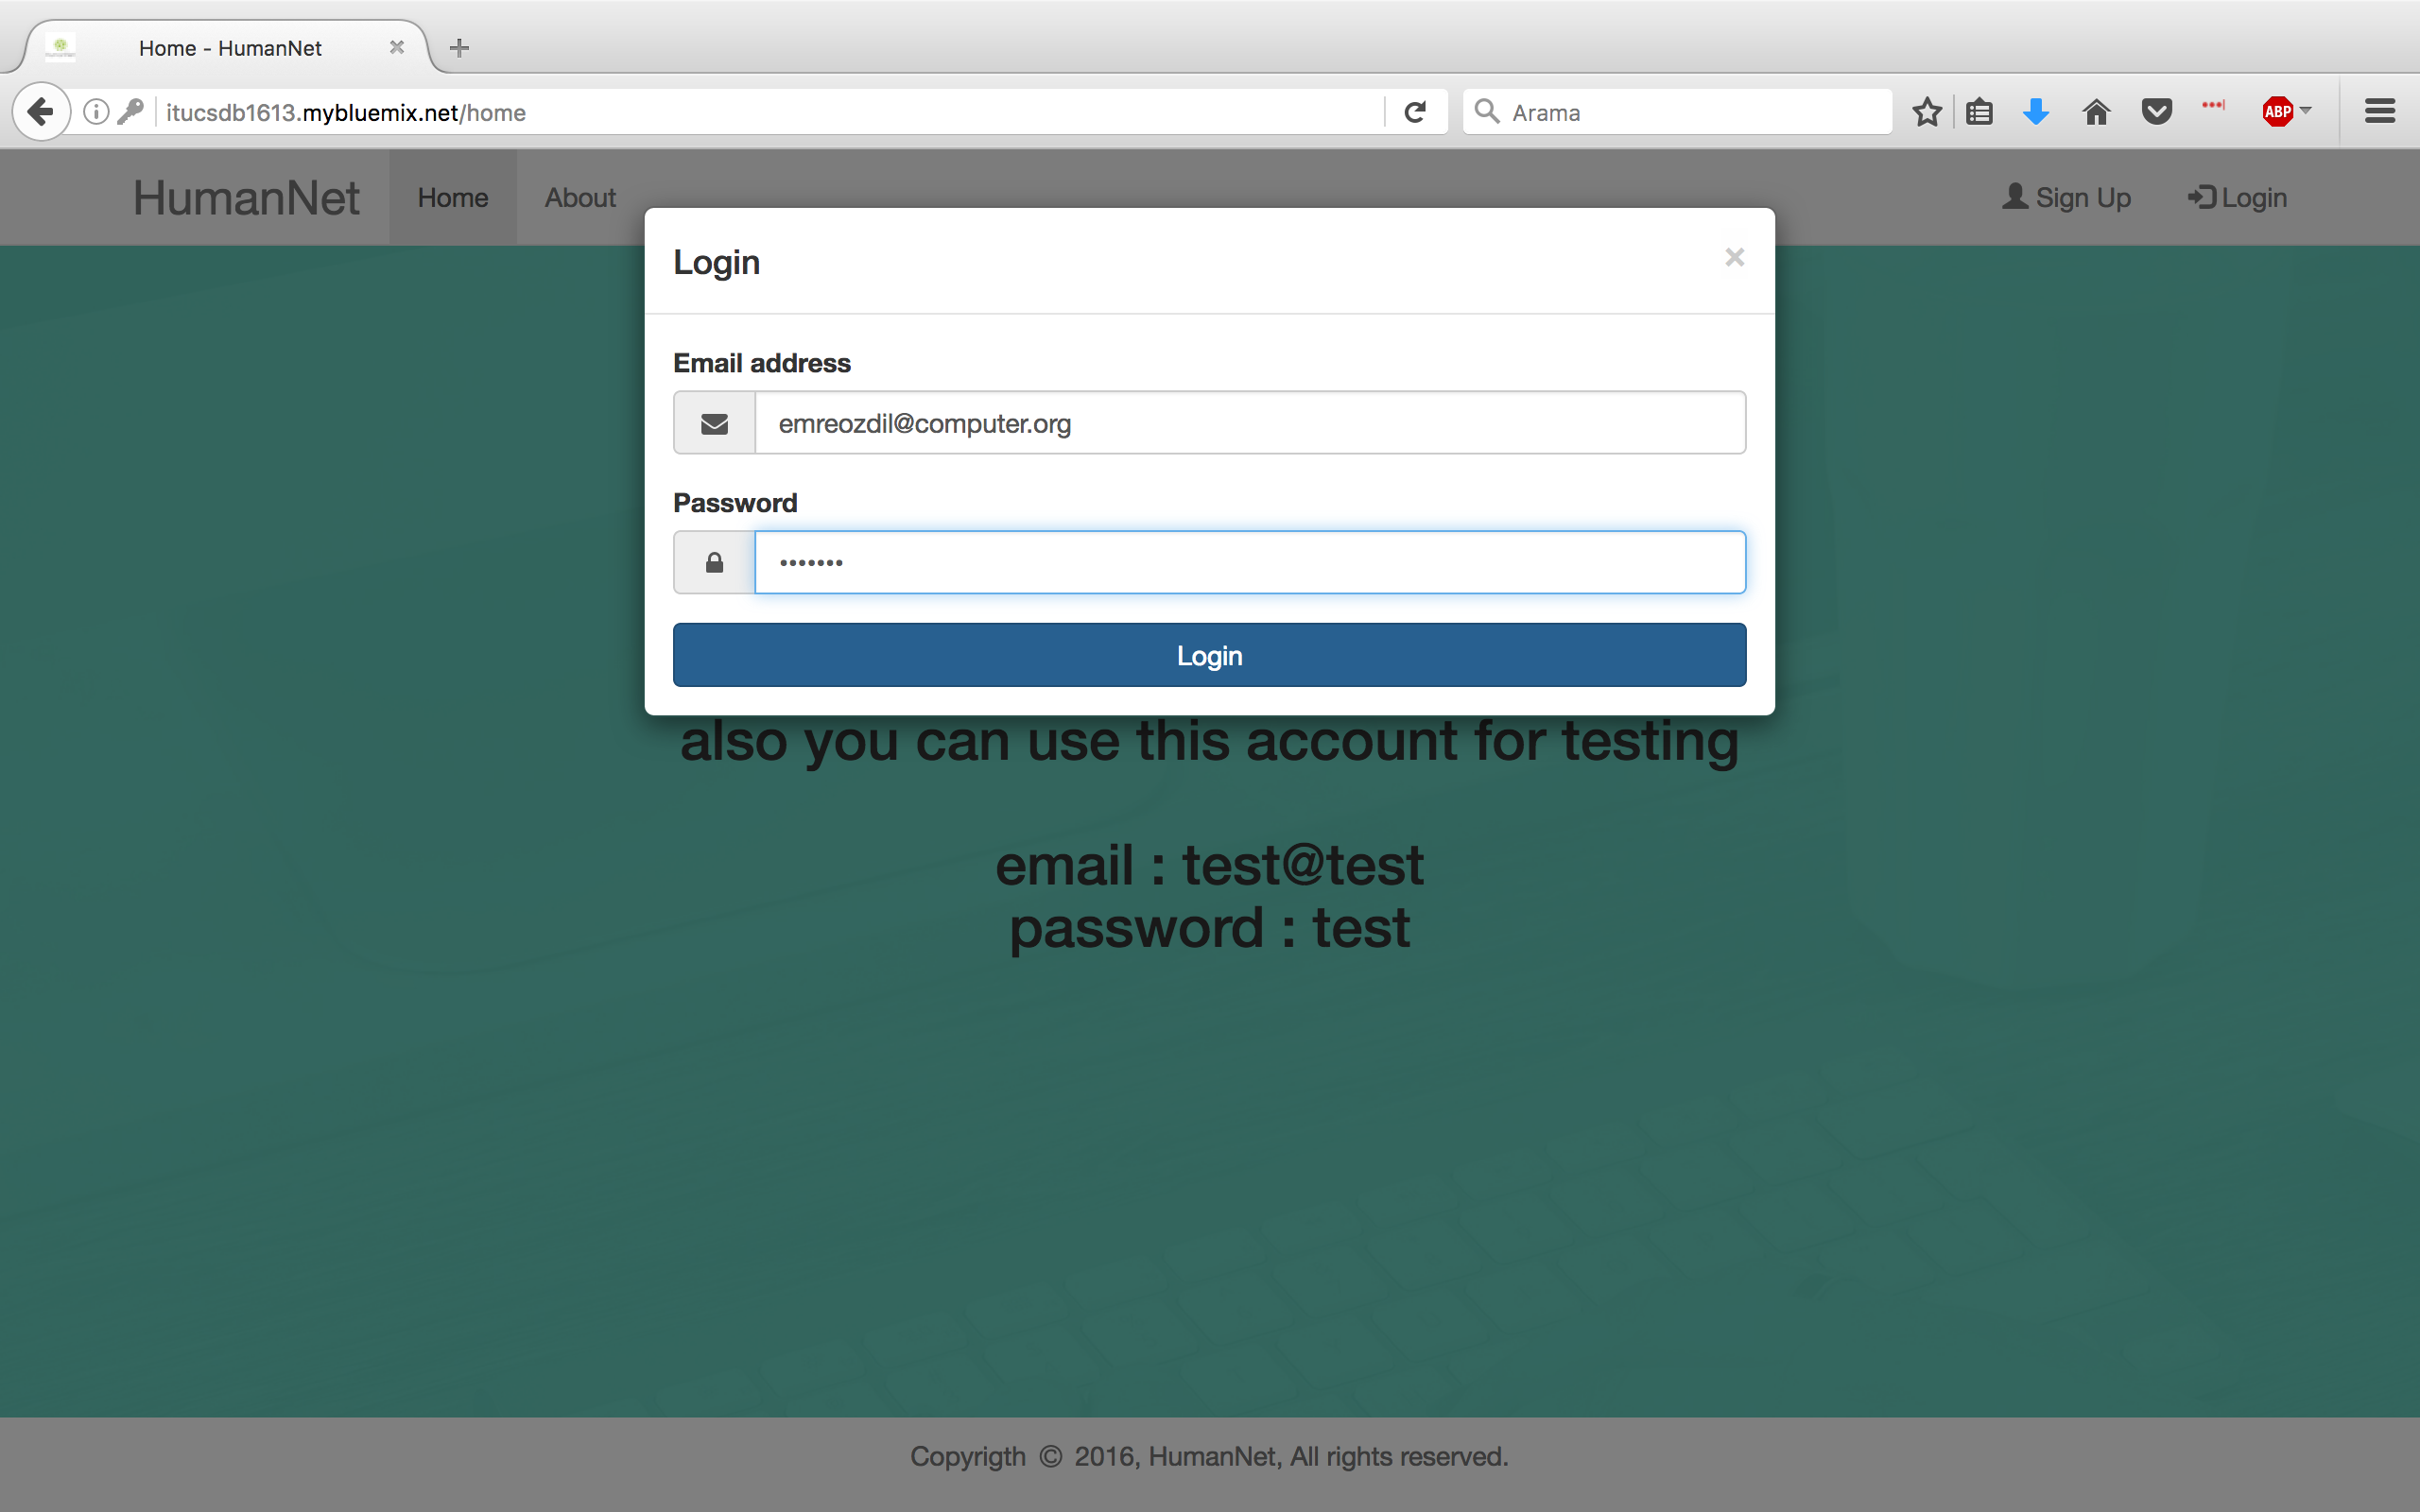 Home - HumanNet
itucsdb1613.mybluemix.net/home
Arama
ABP
HumanNet
Home
About
Sign Up
Login
Login
Email address
emreozdil@computer.org
Password
•••••••
Login
also you can use this account for testing
email : test@test
password : test
Copyrigth © 2016, HumanNet, All rights reserved.